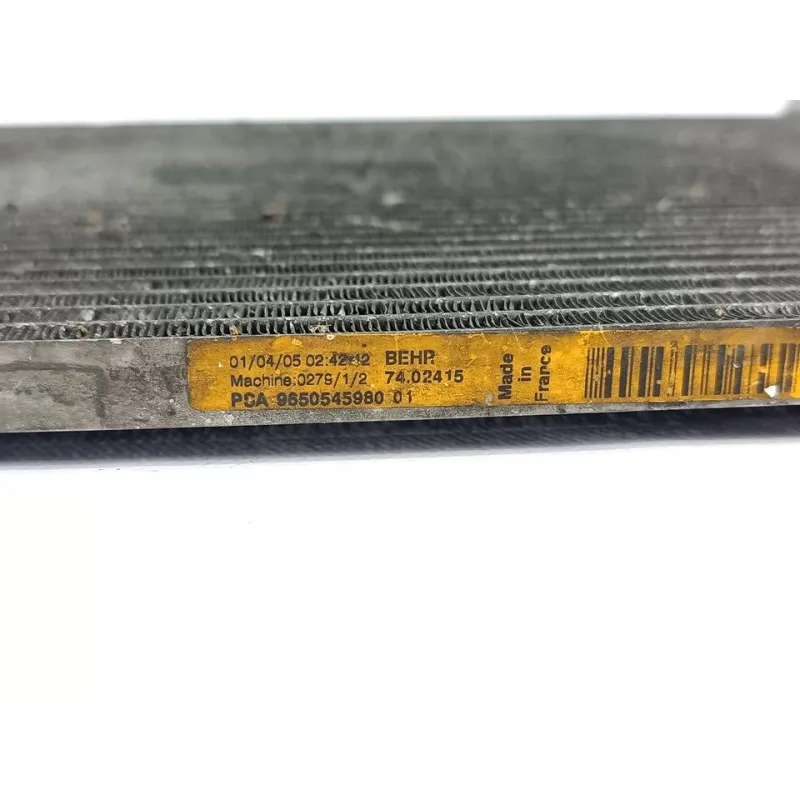 01/04/05 02:42:12 BEHR
Machine:0279/1/2 74.02415
PCA 9650545980 01
Made
in
France